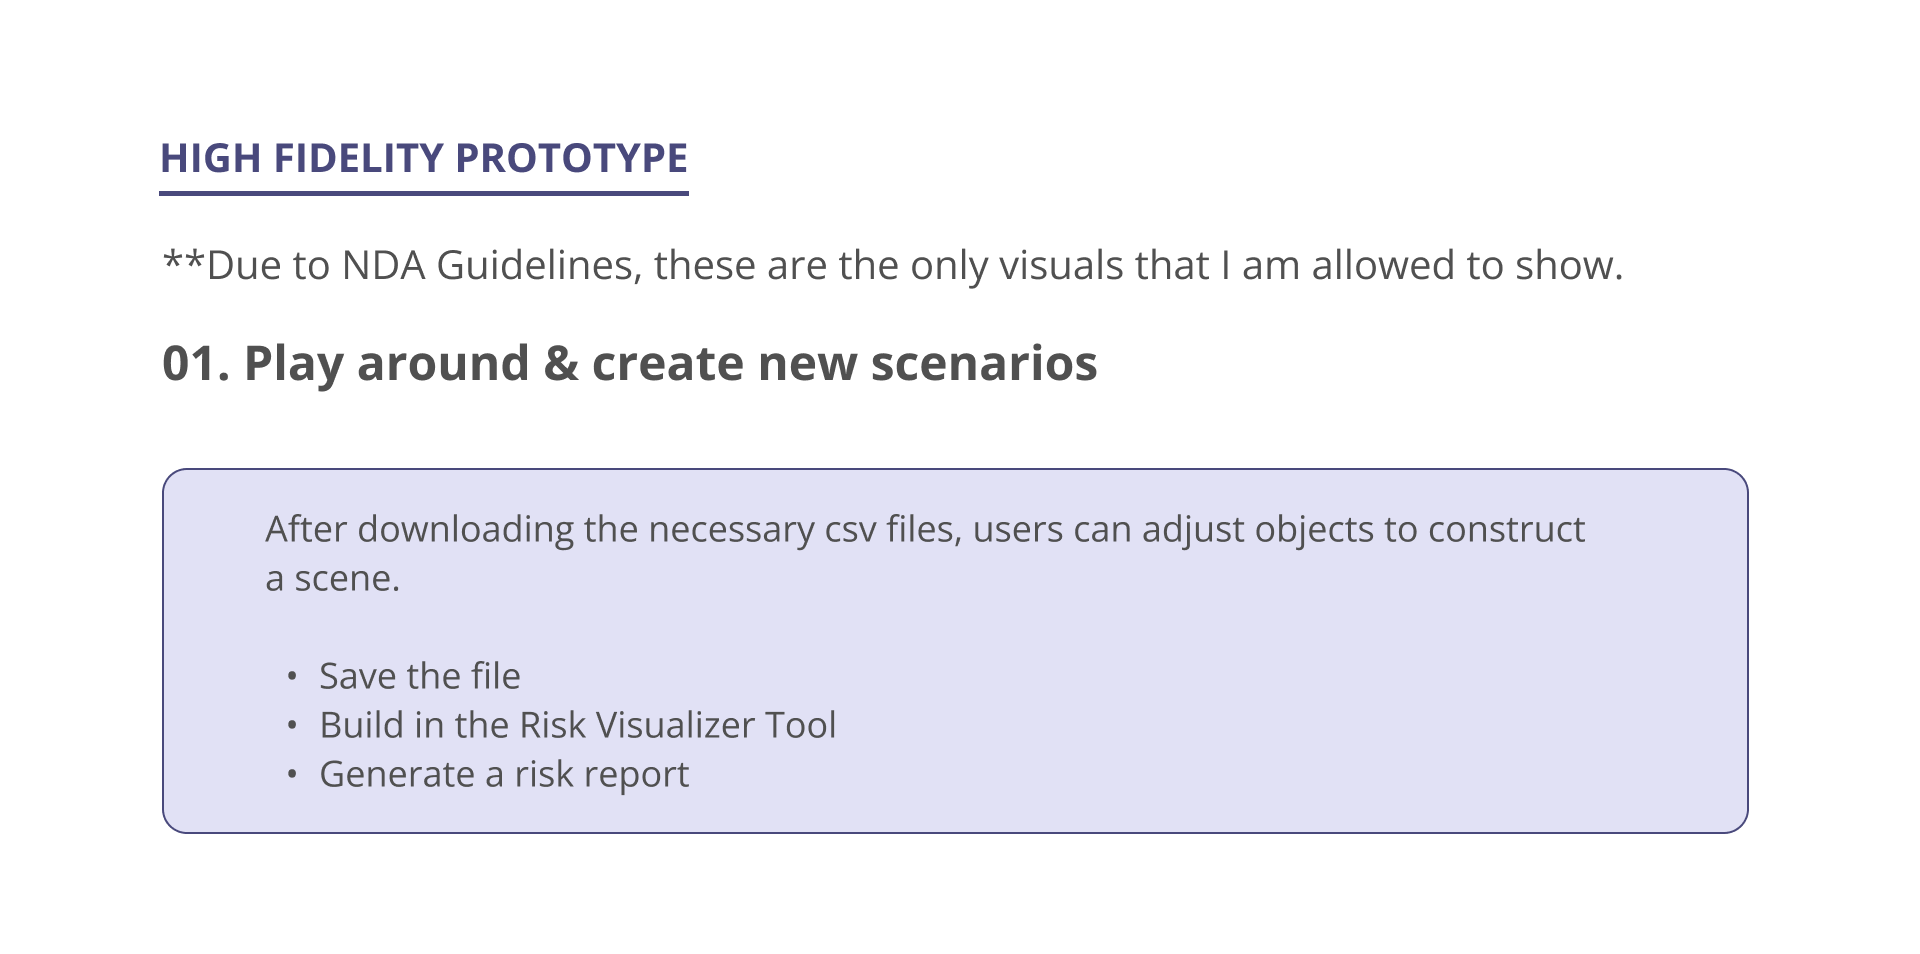 HIGH FIDELITY PROTOTYPE
**Due to NDA Guidelines, these are the only visuals that I am allowed to show.
01. Play around & create new scenarios
After downloading the necessary csv files, users can adjust objects to construct
a scene.
• Save the file
• Build in the Risk Visualizer Tool
• Generate a risk report